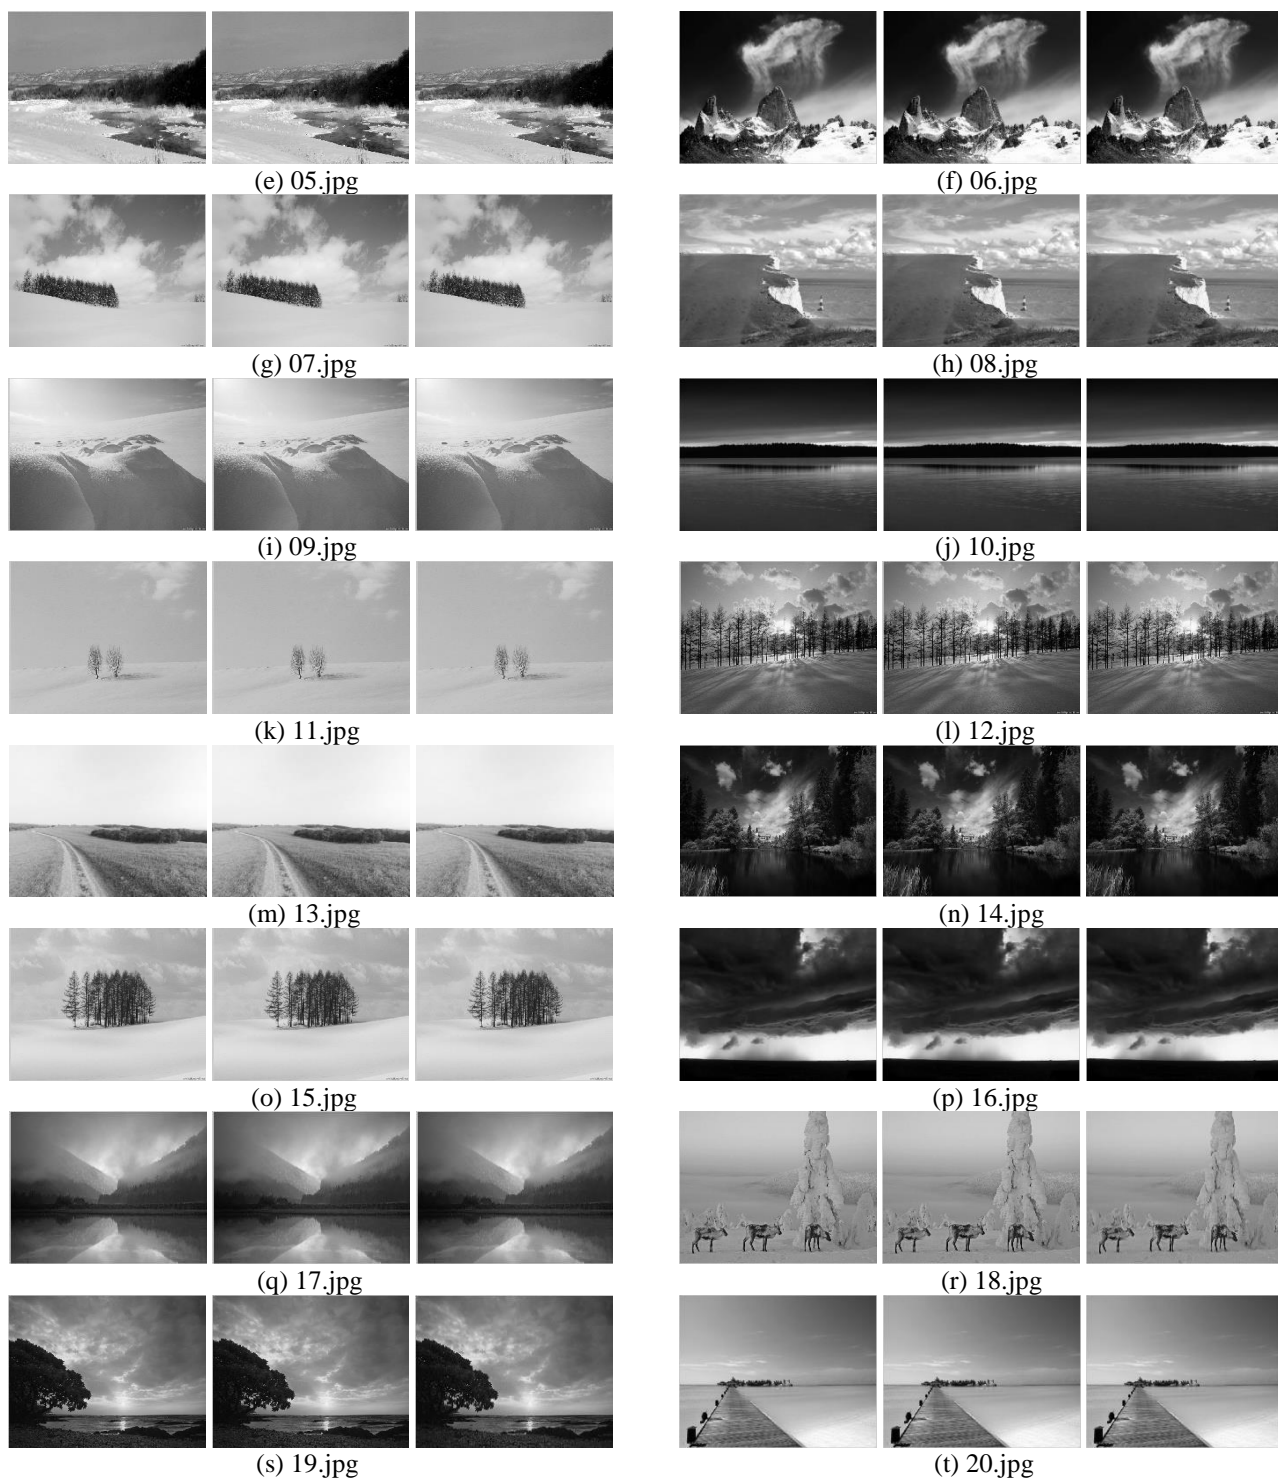 (e) 05.jpg
(f) 06.jpg
(g) 07.jpg
(h) 08.jpg
(i) 09.jpg
(j) 10.jpg
(k) 11.jpg
(l) 12.jpg
(m) 13.jpg
(n) 14.jpg
(o) 15.jpg
(p) 16.jpg
(q) 17.jpg
(r) 18.jpg
(s) 19.jpg
(t) 20.jpg